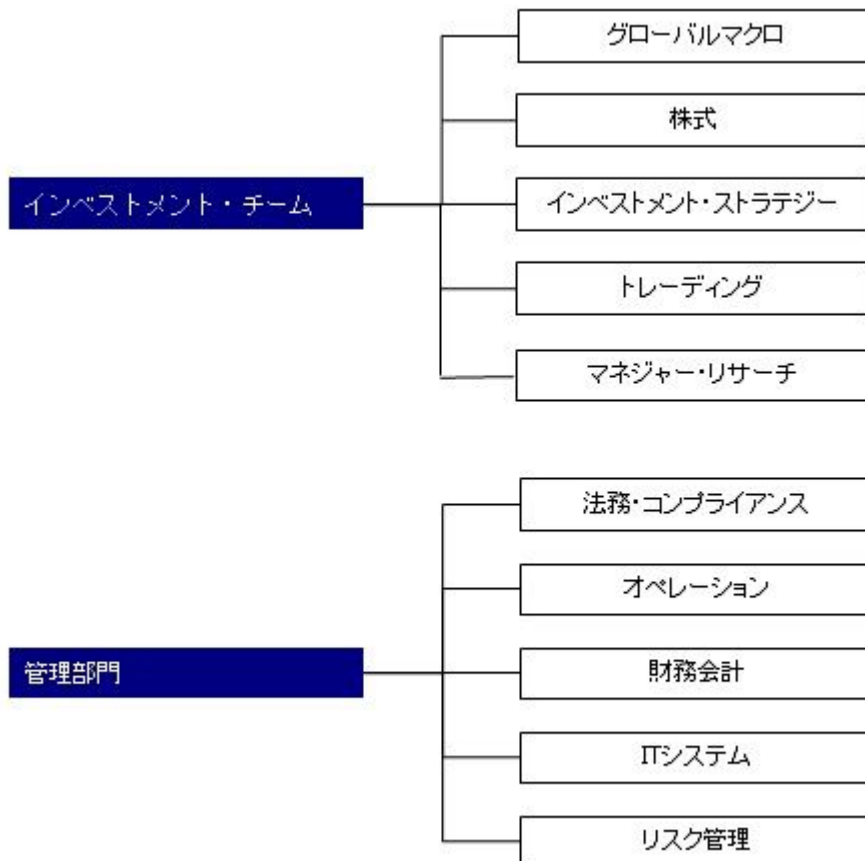 グローバルマクロ
株式
インベストメント・チーム
インベストメント・ストラテジー
トレーディング
マネジャー・リサーチ
法務・コンプライアンス
オペレーション
管理部門
財務会計
ITシステム
リスク管理